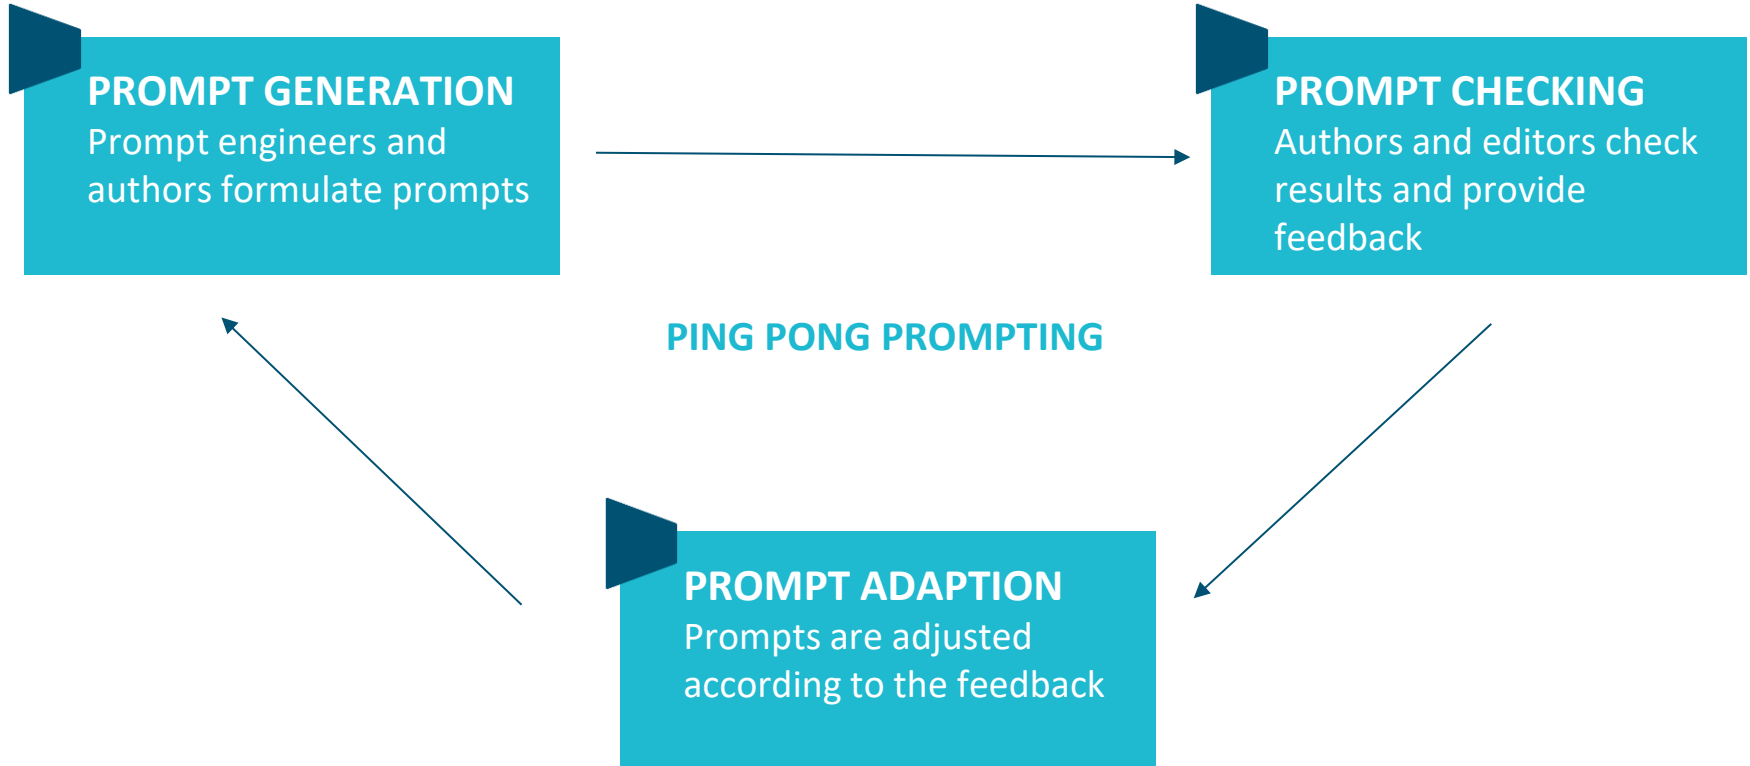 PROMPT GENERATION
Prompt engineers and
authors formulate prompts
PROMPT CHECKING
Authors and editors check
results and provide
feedback
PING PONG PROMPTING
PROMPT ADAPTION
Prompts are adjusted
according to the feedback